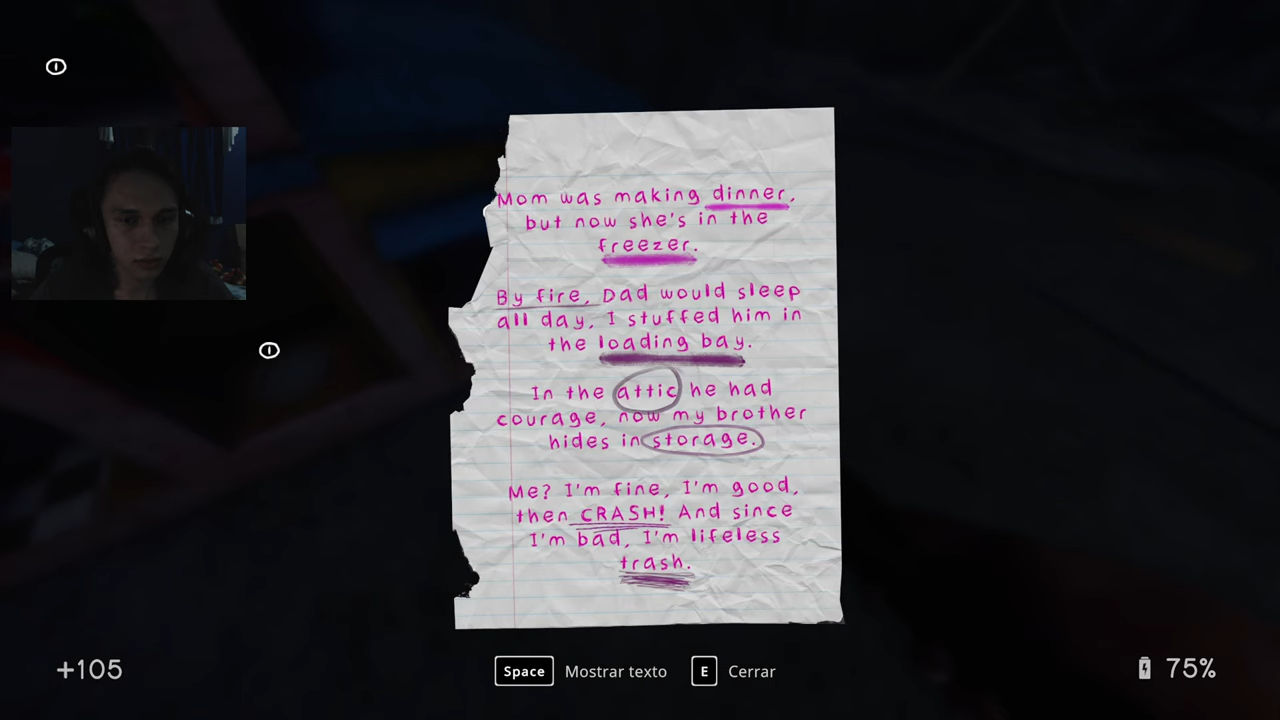 Mom was making dinner,
but now she's in the
freezer.
By fire, Dad would sleep
all day, I stuffed him in
the loading bay.
In the attic he had
courage, now my brother
hides in storage.
Me? I'm fine, I'm good,
then CRASH! And since
I'm bad, I'm lifeless
trash.
+105
Space Mostrar texto E Cerrar
75%